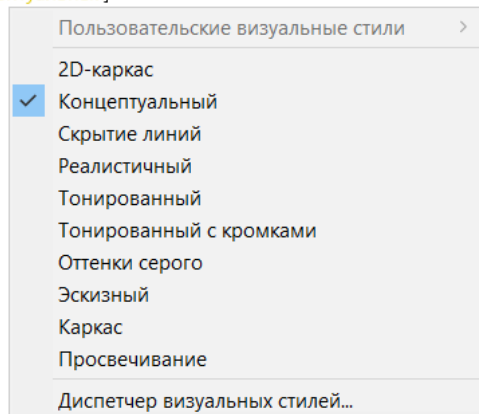 Пользовательские визуальные стили
2D-каркас
Концептуальный
Скрытие линий
Реалистичный
Тонированный
Тонированный с кромками
Оттенки серого
Эскизный
Каркас
Просвечивание
Диспетчер визуальных стилей...